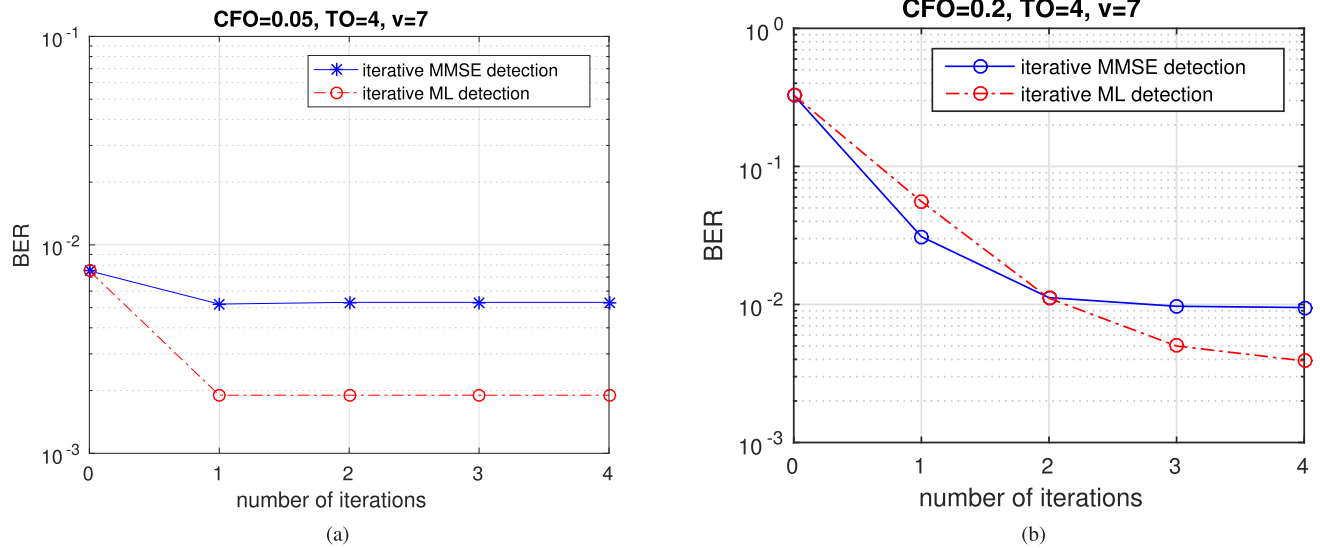 CFO=0.05, TO=4, v=7
10^-1
10^-2
10^-3
BER
iterative MMSE detection
iterative ML detection
0 1 2 3 4
number of iterations
(a)
CFO=0.2, TO=4, v=7
10^0
10^-1
10^-2
10^-3
BER
iterative MMSE detection
iterative ML detection
0 1 2 3 4
number of iterations
(b)